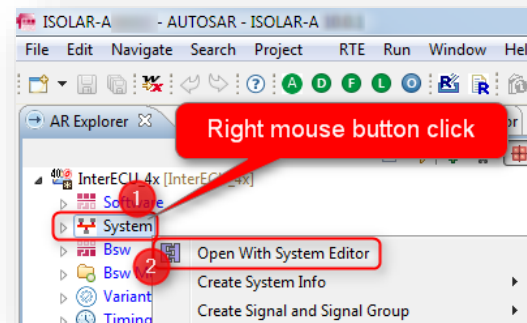 ISOLAR-A - AUTOSAR - ISOLAR-A
File Edit Navigate Search Project RTE Run Window Hel
A D F L O
AR Explorer
Right mouse button click
InterECU_4x [InterECU_4x]
1
Software
System
Bsw
2
Open With System Editor
Bsw M
Create System Info
Variant
Create Signal and Signal Group
Timing